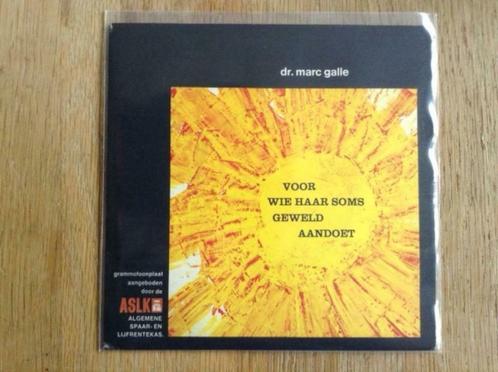 dr. marc galle
VOOR
WIE HAAR SOMS
GEWELD
AANDOET
grammofoonplaat
aangeboden
door de
ASLK
ALGEMENE
SPAAR- EN
LIJFRENTEKAS.